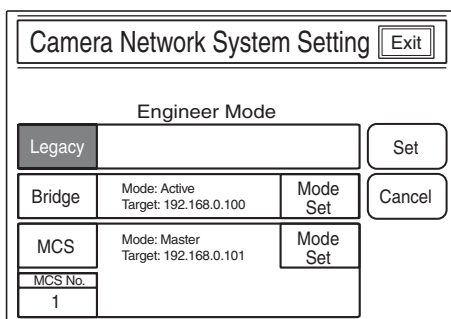 Camera Network System Setting Exit
Engineer Mode
Legacy
Set
Bridge
Mode: Active
Target: 192.168.0.100
Mode
Set
Cancel
MCS
Mode: Master
Target: 192.168.0.101
Mode
Set
MCS No.
1